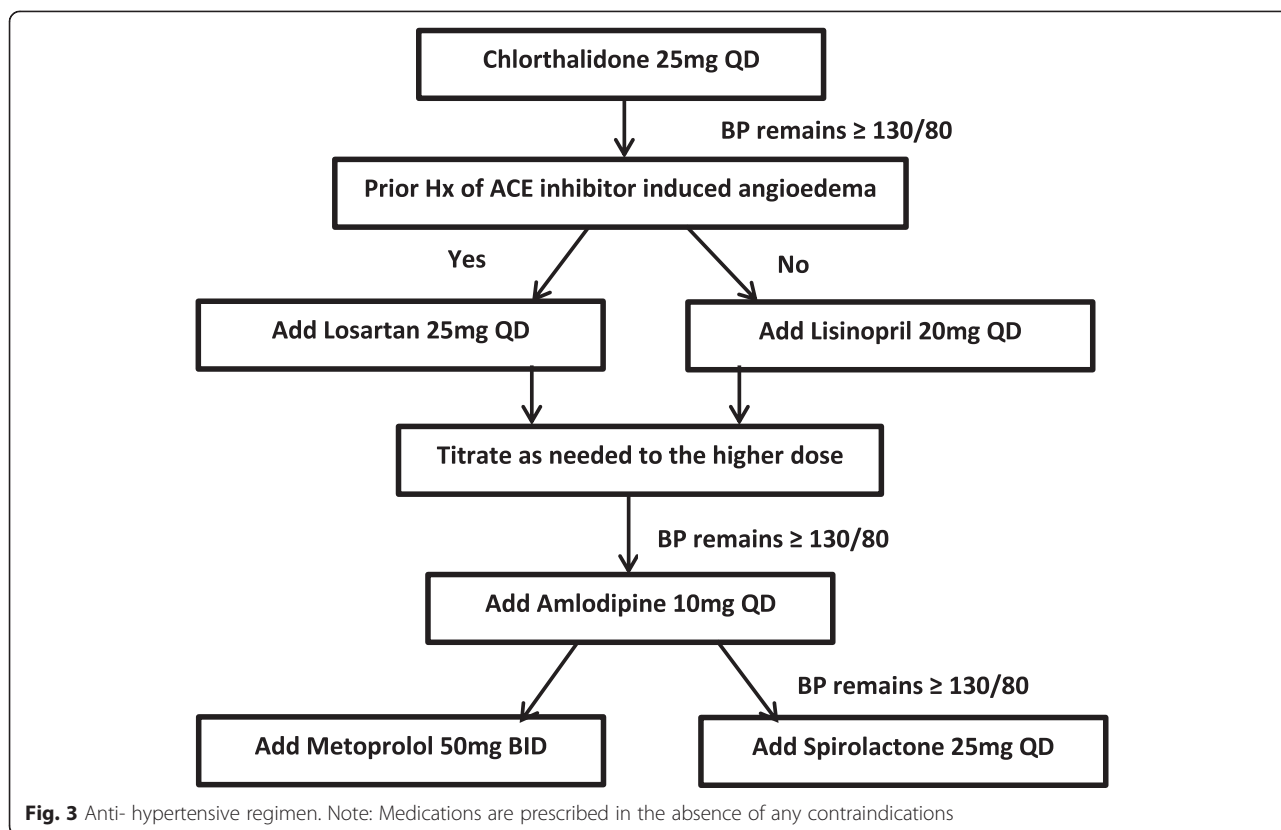 Chlorthalidone 25mg QD
BP remains ≥ 130/80
Prior Hx of ACE inhibitor induced angioedema
Yes
No
Add Losartan 25mg QD
Add Lisinopril 20mg QD
Titrate as needed to the higher dose
BP remains ≥ 130/80
Add Amlodipine 10mg QD
BP remains ≥ 130/80
Add Metoprolol 50mg BID
Add Spirolactone 25mg QD
Fig. 3 Anti- hypertensive regimen. Note: Medications are prescribed in the absence of any contraindications